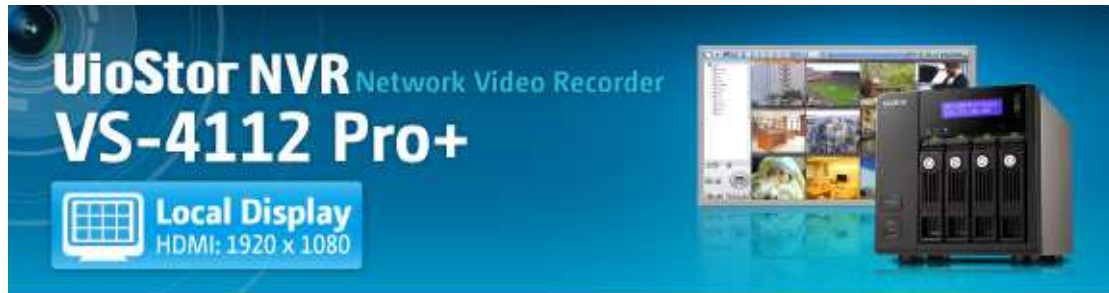 VioStor NVR Network Video Recorder
VS-4112 Pro+
Local Display
HDMI: 1920 x 1080